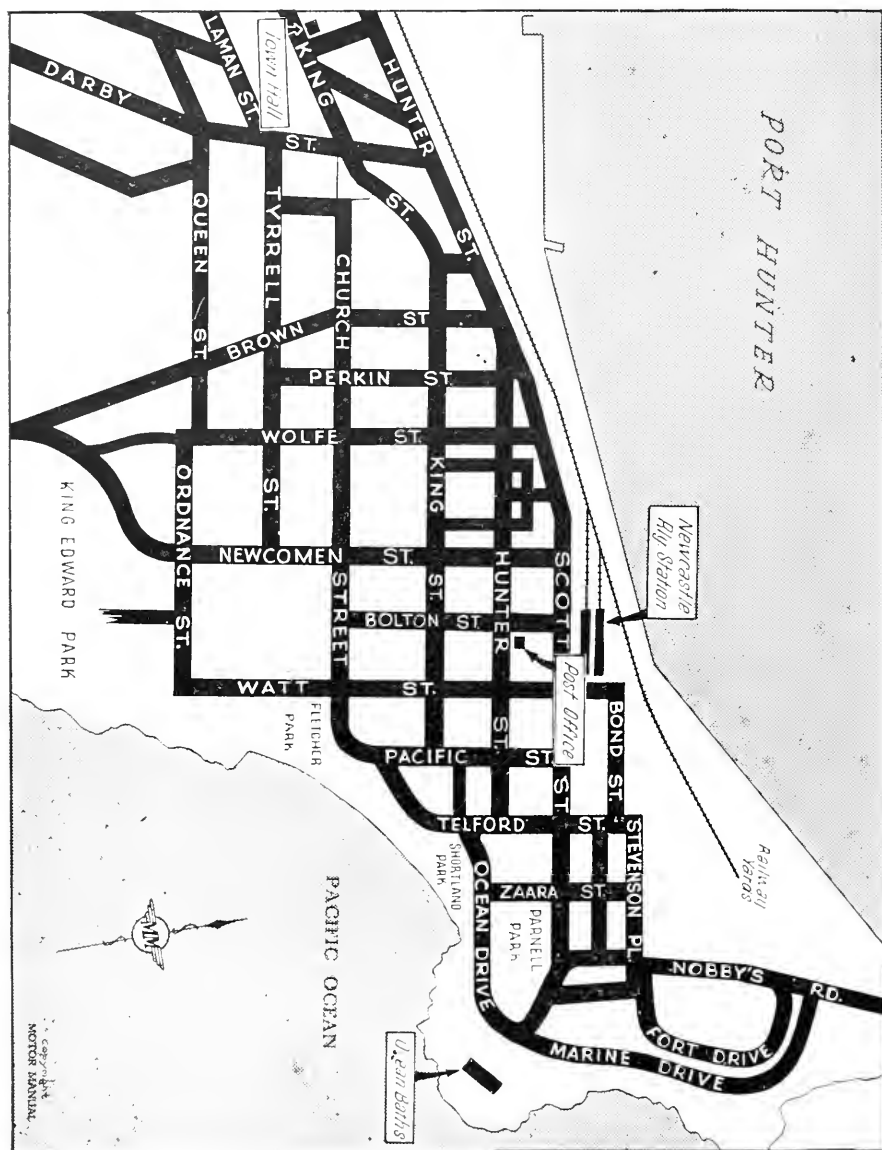 PORT HUNTER
LAMAN ST.
KING
HUNTER
Town Hall
DARBY
ST.
ST.
ST.
QUEEN ST.
TYRRELL
ST.
CHURCH
STREET
BROWN
ST
PERKIN ST.
WOLFE ST.
KING
ST.
ORDNANCE ST.
KING EDWARD PARK
NEWCOMEN ST.
HUNTER
ST.
SCOTT
ST.
Newcastle
Rly. Station
BOLTON ST.
Post Office
WATT ST.
BOND ST.
FLETCHER
PARK
PACIFIC ST.
TELFORD ST.
STEVENSON PL.
Railway
Yards
SHORTLAND
PARK
OCEAN DRIVE
ZAARA ST.
PARNELL
PARK
NOBBY'S RD.
FORT DRIVE
MARINE DRIVE
Ocean Baths
PACIFIC OCEAN
MM
copyright
MOTOR MANUAL